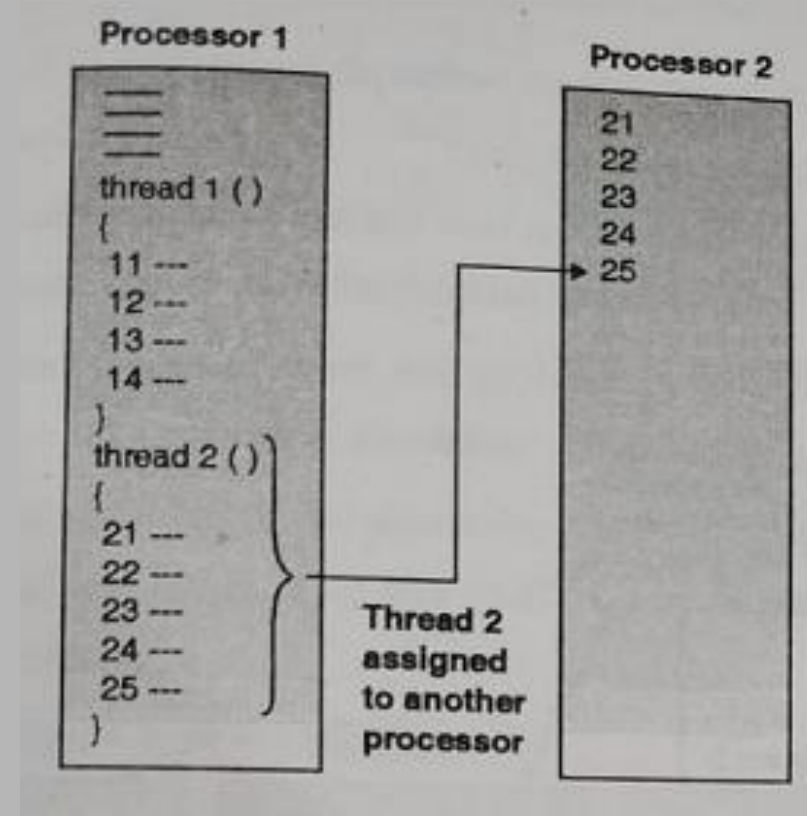 Processor 1
thread 1 ( )
{
11 ---
12 ---
13 ---
14 ---
}
thread 2 ( )
{
21 ---
22 ---
23 ---
24 ---
25 ---
}
Thread 2
assigned
to another
processor
Processor 2
21
22
23
24
25